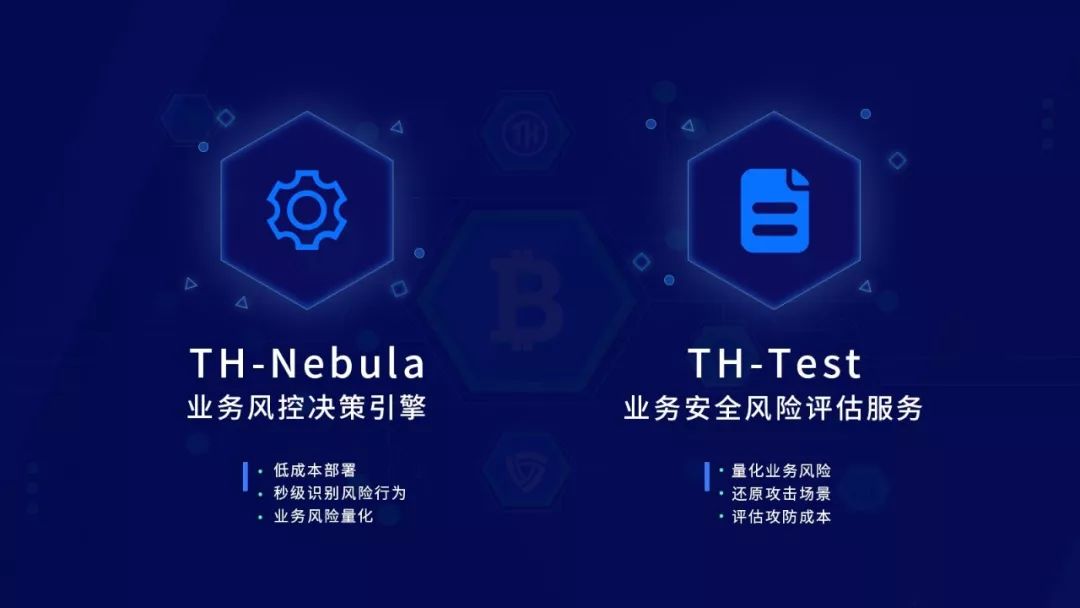 TH-Nebula
业务风控决策引擎
• 低成本部署
• 秒级识别风险行为
• 业务风险量化
TH-Test
业务安全风险评估服务
• 量化业务风险
• 还原攻击场景
• 评估攻防成本
TH